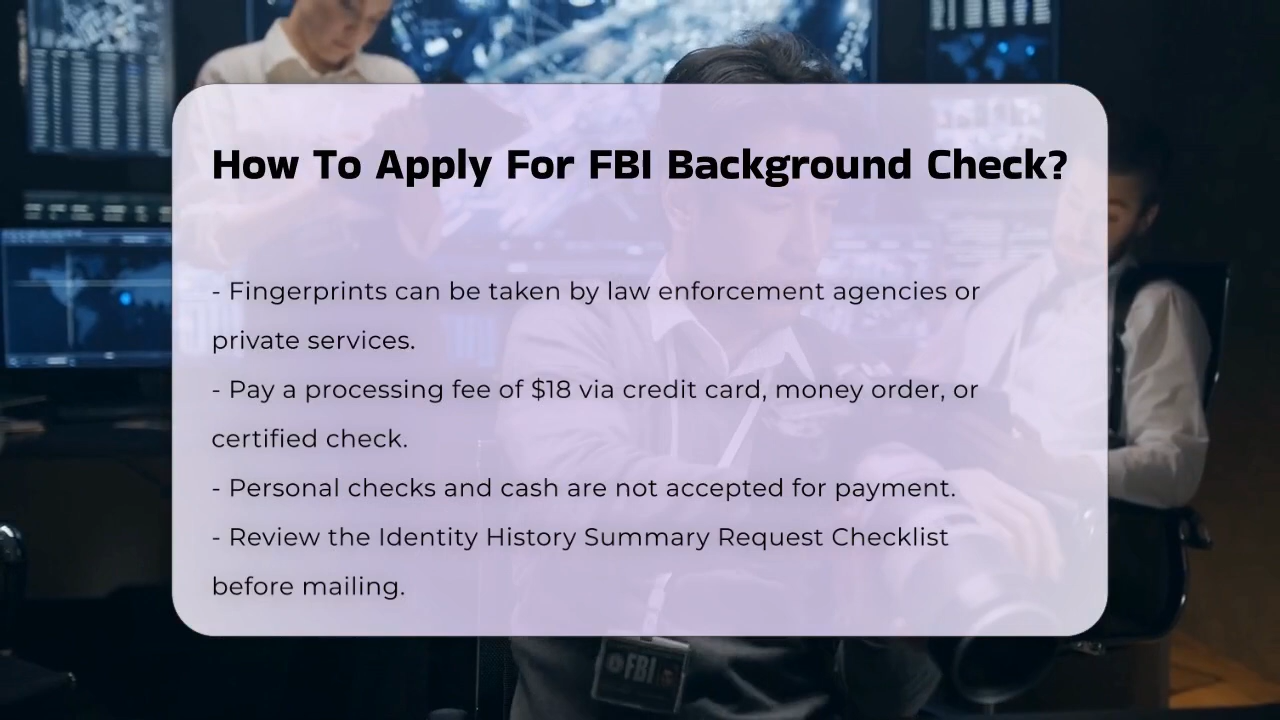 How To Apply For FBI Background Check?
- Fingerprints can be taken by law enforcement agencies or
private services.
- Pay a processing fee of $18 via credit card, money order, or
certified check.
- Personal checks and cash are not accepted for payment.
- Review the Identity History Summary Request Checklist
before mailing.
FBI